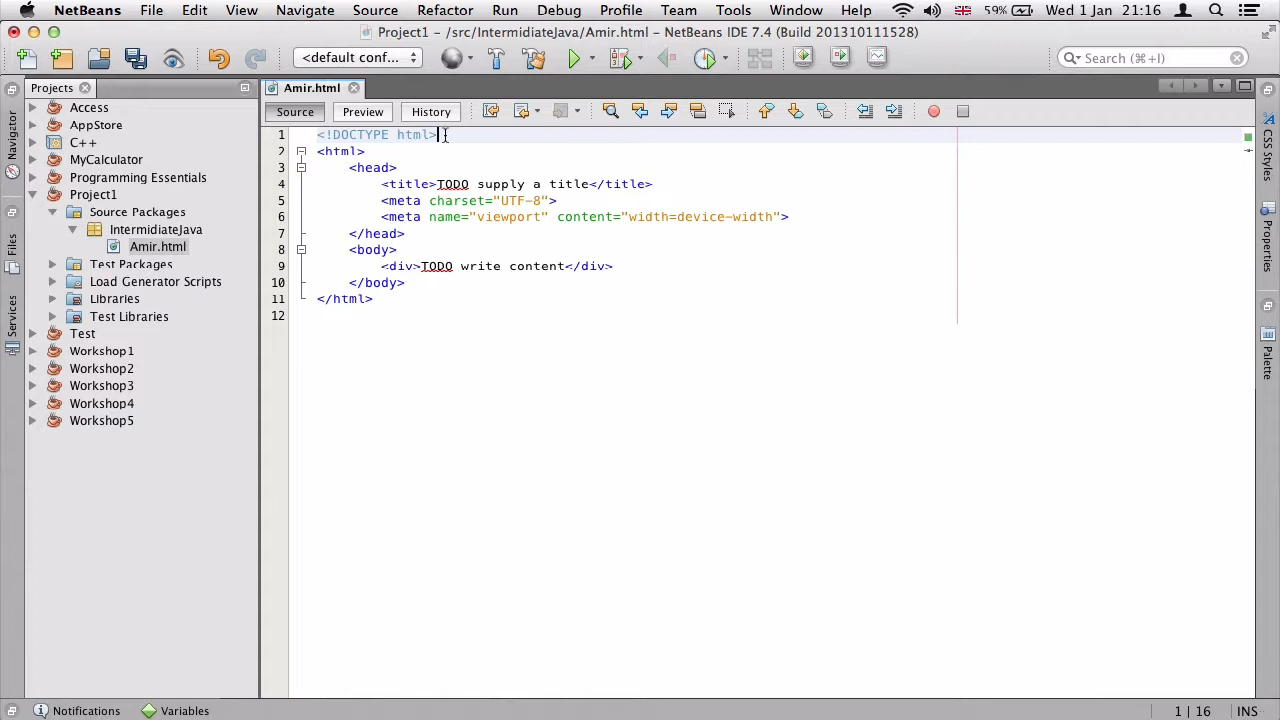 NetBeans File Edit View Navigate Source Refactor Run Debug Profile Team Tools Window Help 59% Wed 1 Jan 21:16
Project1 - /src/IntermidiateJava/Amir.html - NetBeans IDE 7.4 (Build 201310111528)
<default conf... Search (⌘+I)
Projects
Amir.html
Source Preview History
Navigator
Files
Services
Access
AppStore
C++
MyCalculator
Programming Essentials
Project1
Source Packages
IntermidiateJava
Amir.html
Test Packages
Load Generator Scripts
Libraries
Test Libraries
Test
Workshop1
Workshop2
Workshop3
Workshop4
Workshop5
1 <!DOCTYPE html>
2 <html>
3 <head>
4 <title>TODO supply a title</title>
5 <meta charset="UTF-8">
6 <meta name="viewport" content="width=device-width">
7 </head>
8 <body>
9 <div>TODO write content</div>
10 </body>
11 </html>
12
CSS Styles
Properties
Palette
Notifications Variables 1 | 16 INS